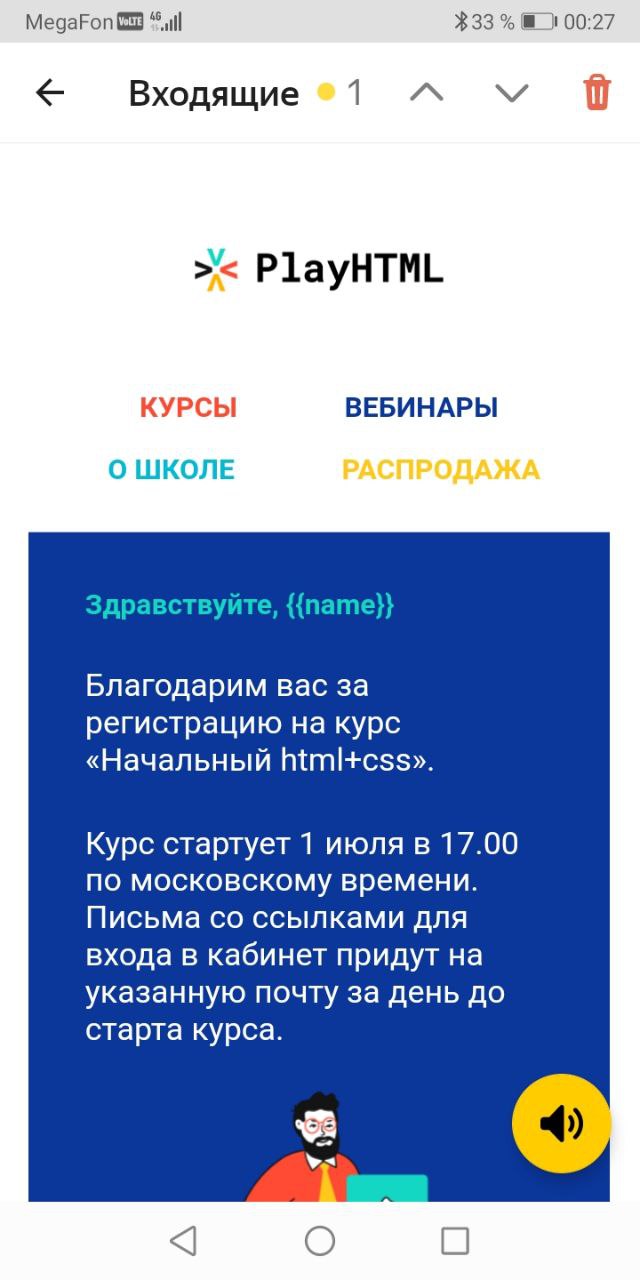 MegaFon VoLTE 4G 33 % 00:27
Входящие 1
PlayHTML
КУРСЫ ВЕБИНАРЫ
О ШКОЛЕ РАСПРОДАЖА
Здравствуйте, {{name}}
Благодарим вас за
регистрацию на курс
«Начальный html+css».
Курс стартует 1 июля в 17.00
по московскому времени.
Письма со ссылками для
входа в кабинет придут на
указанную почту за день до
старта курса.